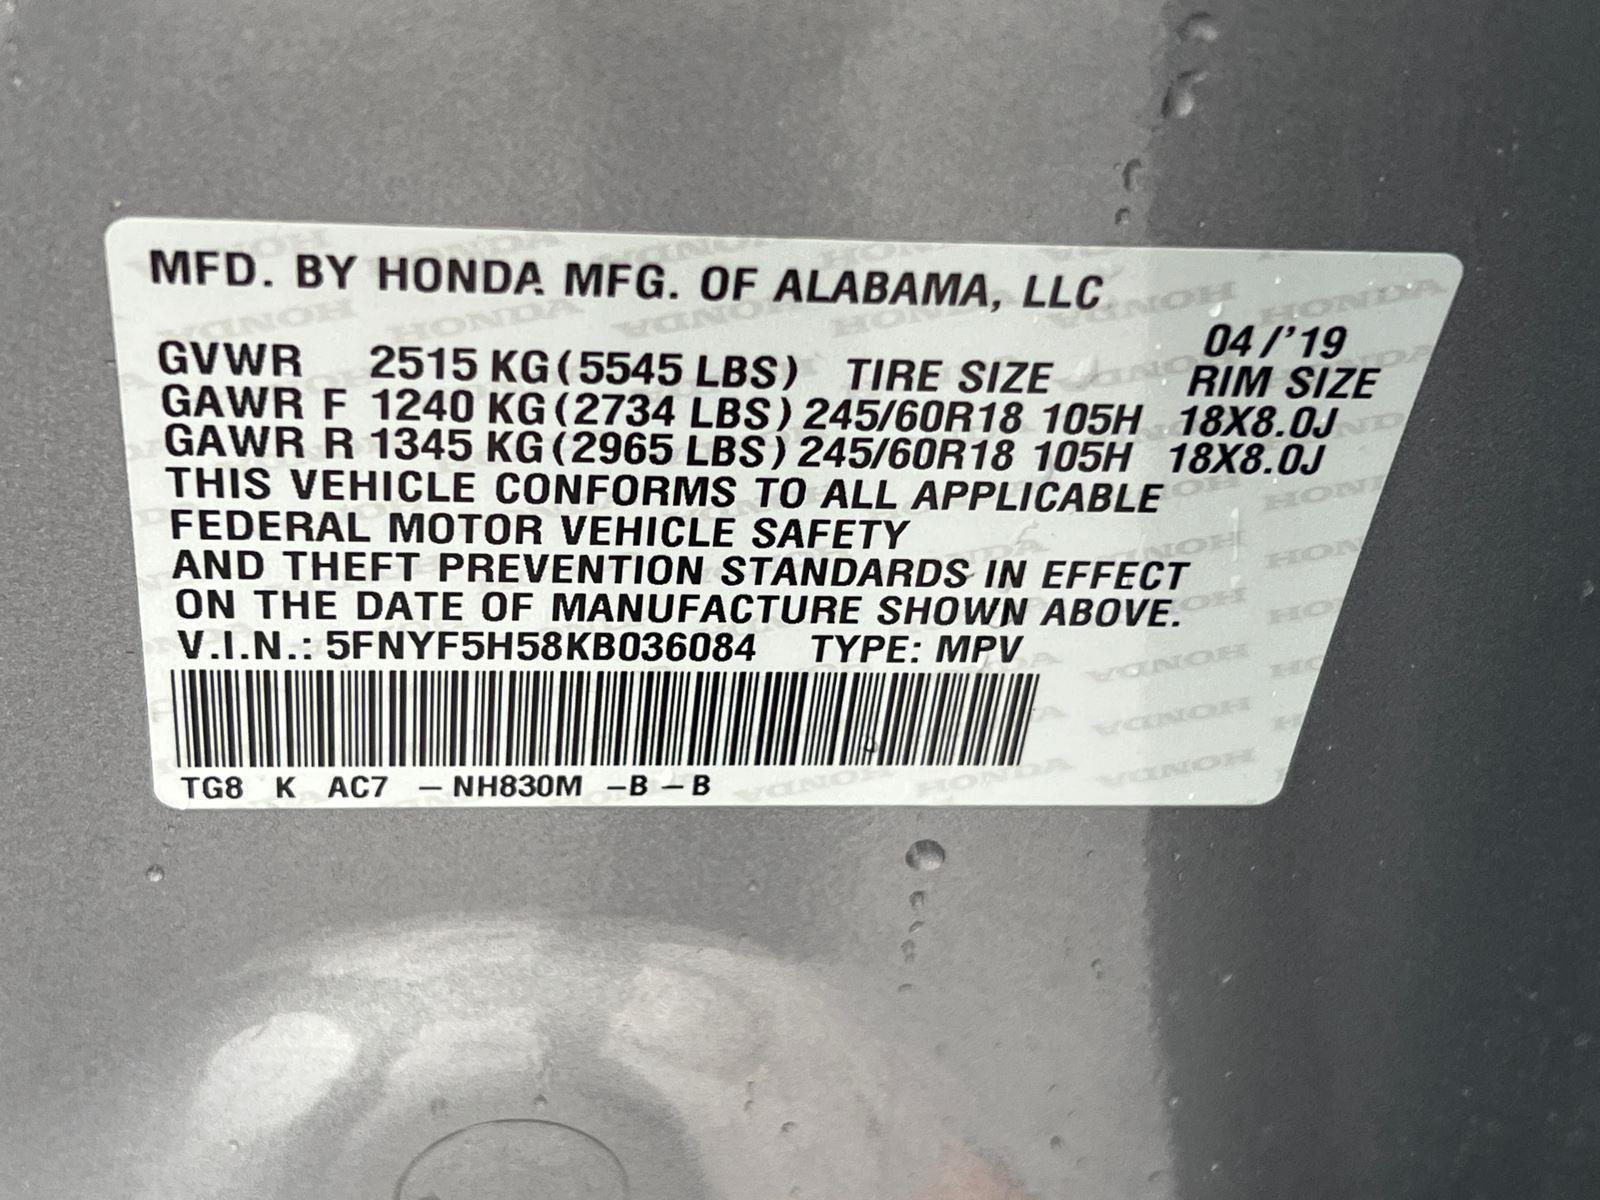 MFD. BY HONDA MFG. OF ALABAMA, LLC
04/'19
GVWR 2515 KG (5545 LBS) TIRE SIZE RIM SIZE
GAWR F 1240 KG (2734 LBS) 245/60R18 105H 18X8.0J
GAWR R 1345 KG (2965 LBS) 245/60R18 105H 18X8.0J
THIS VEHICLE CONFORMS TO ALL APPLICABLE
FEDERAL MOTOR VEHICLE SAFETY
AND THEFT PREVENTION STANDARDS IN EFFECT
ON THE DATE OF MANUFACTURE SHOWN ABOVE.
V.I.N.: 5FNYF5H58KB036084 TYPE: MPV
TG8 K AC7 – NH830M –B – B